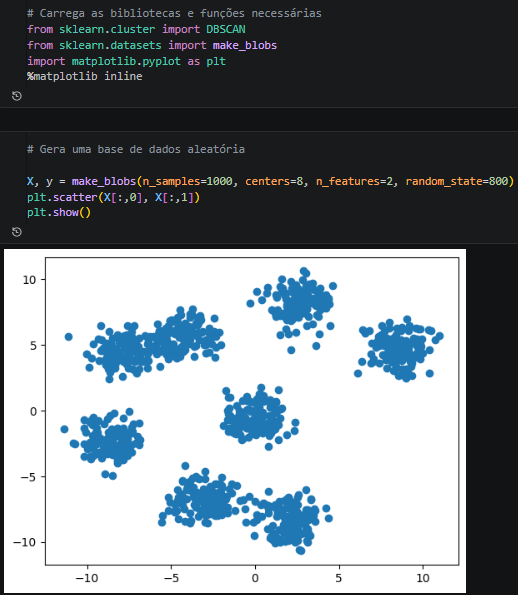 # Carrega as bibliotecas e funções necessárias
from sklearn.cluster import DBSCAN
from sklearn.datasets import make_blobs
import matplotlib.pyplot as plt
%matplotlib inline
# Gera uma base de dados aleatória
X, y = make_blobs(n_samples=1000, centers=8, n_features=2, random_state=800)
plt.scatter(X[:,0], X[:,1])
plt.show()
10
5
0
−5
−10
−10 −5 0 5 10